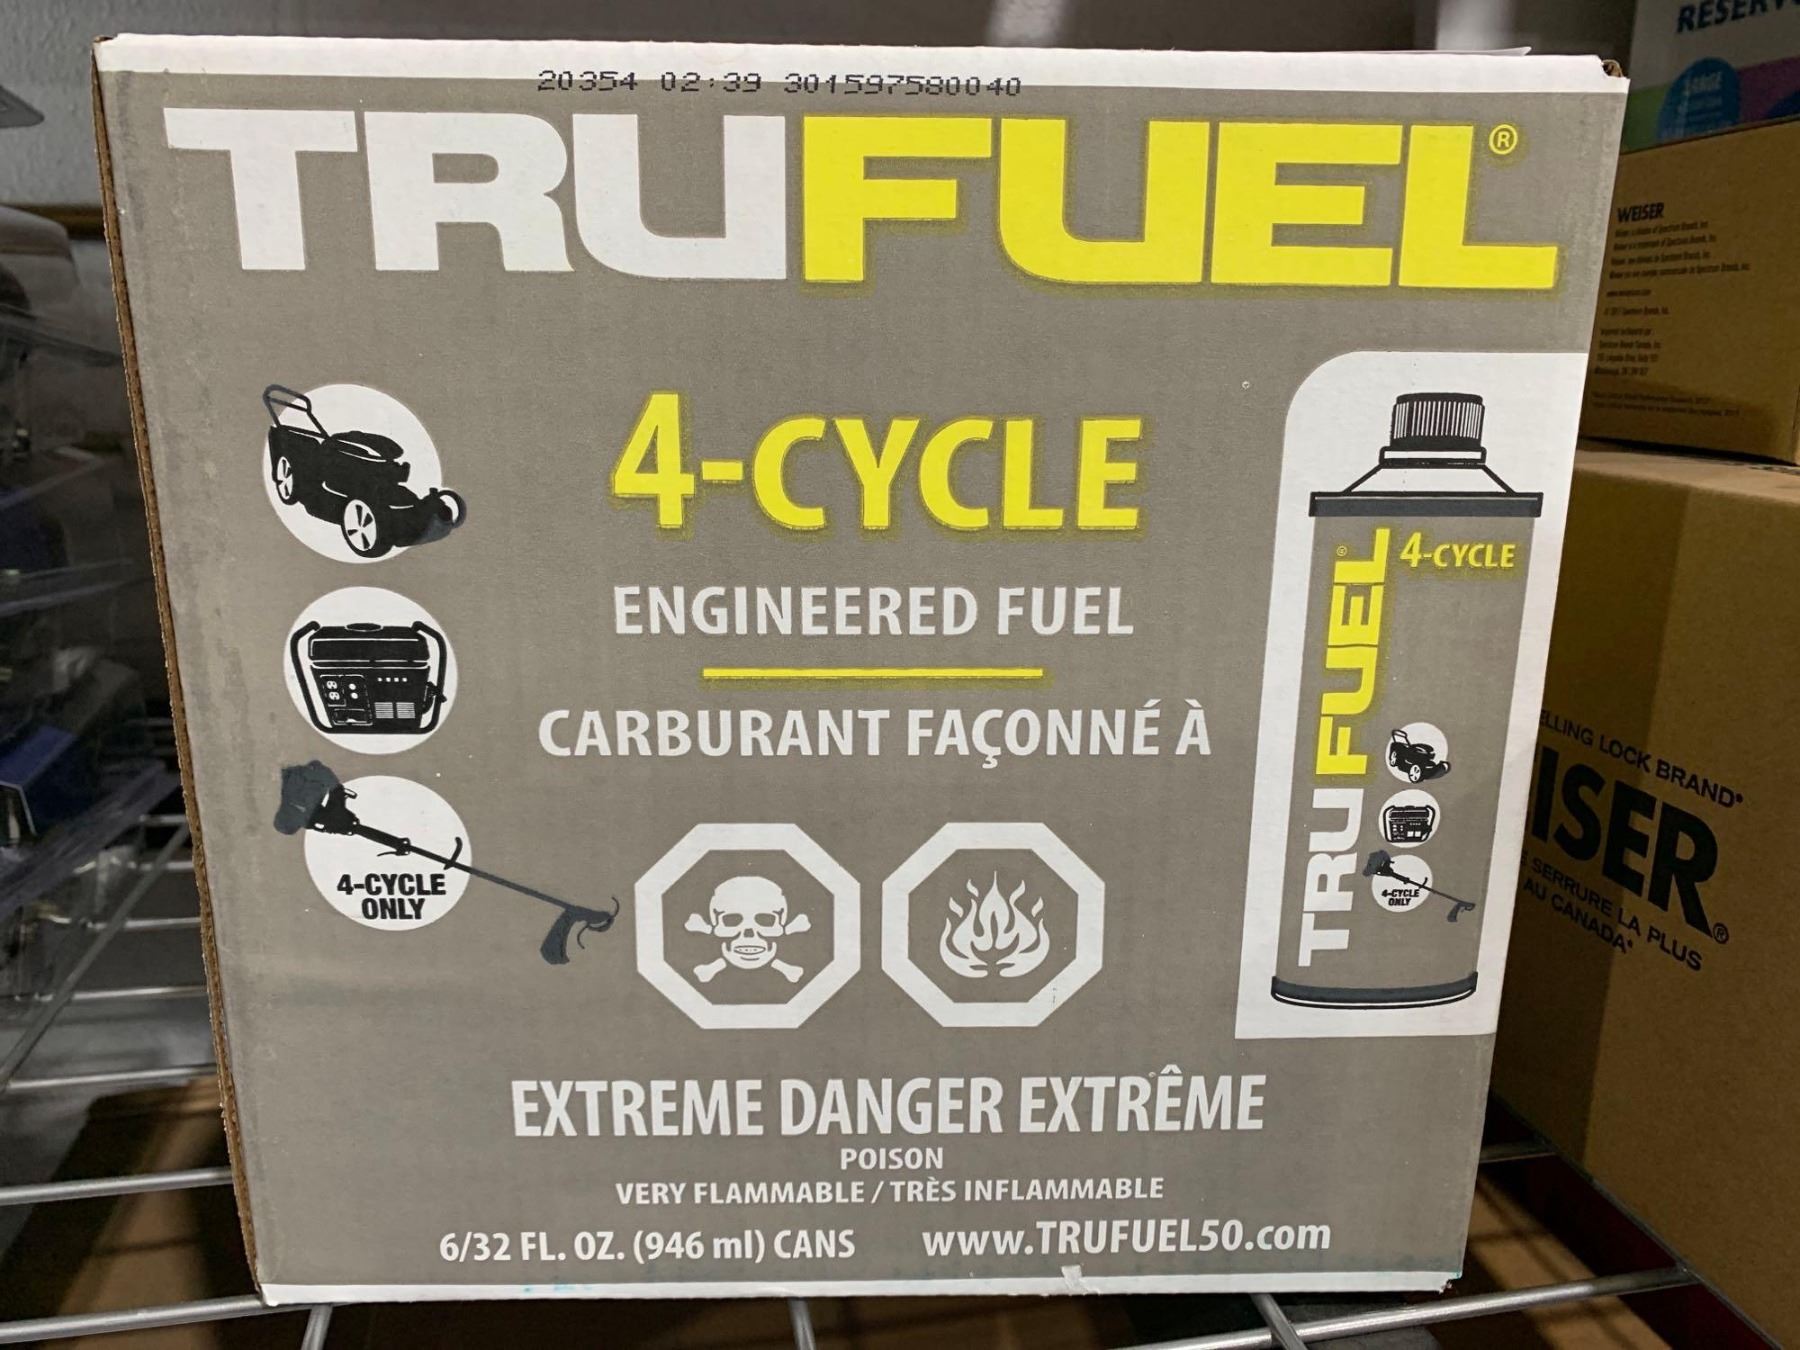 20354 02:39 301597580040
TRUFUEL®
4-CYCLE
ENGINEERED FUEL
CARBURANT FAÇONNÉ À
4-CYCLE
ONLY
EXTREME DANGER EXTRÊME
POISON
VERY FLAMMABLE / TRÈS INFLAMMABLE
6/32 FL. OZ. (946 ml) CANS www.TRUFUEL50.com
TRUFUEL®
4-CYCLE
4-CYCLE
ONLY
WEISER
ELLING LOCK BRAND
ISER®
SERRURE LA PLUS
AU CANADA